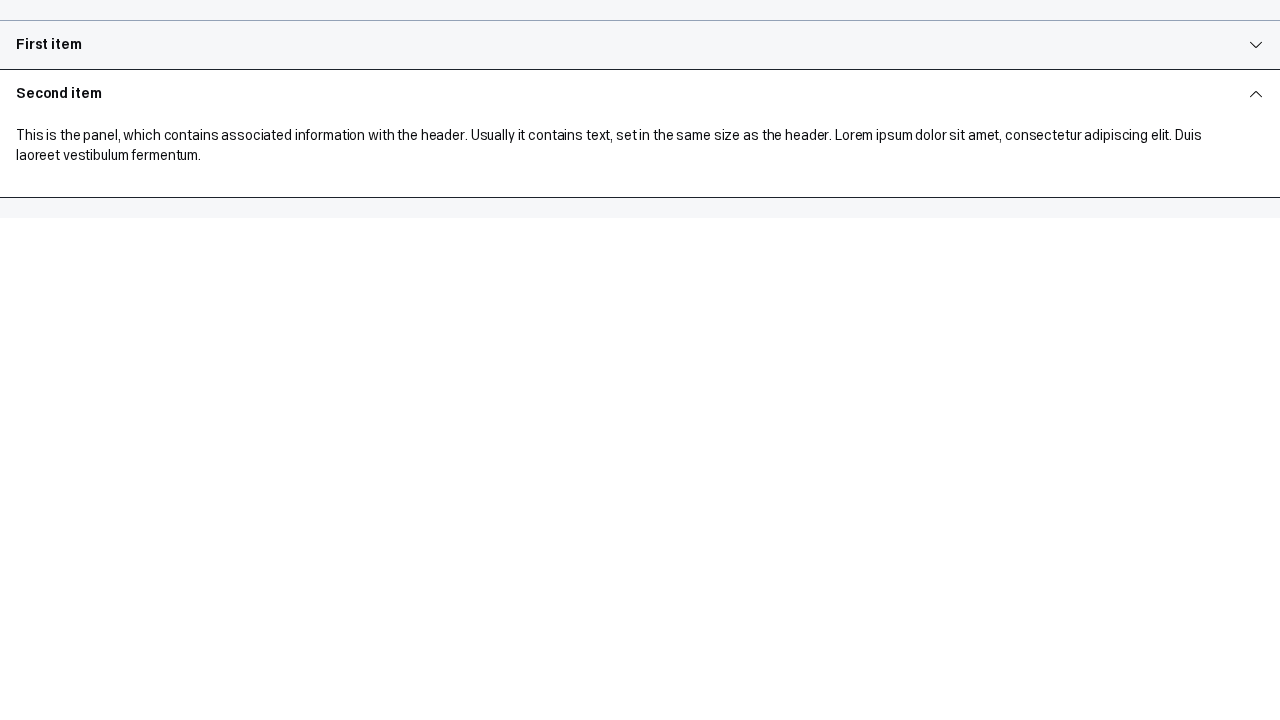 First item
Second item
This is the panel, which contains associated information with the header. Usually it contains text, set in the same size as the header. Lorem ipsum dolor sit amet, consectetur adipiscing elit. Duis
laoreet vestibulum fermentum.